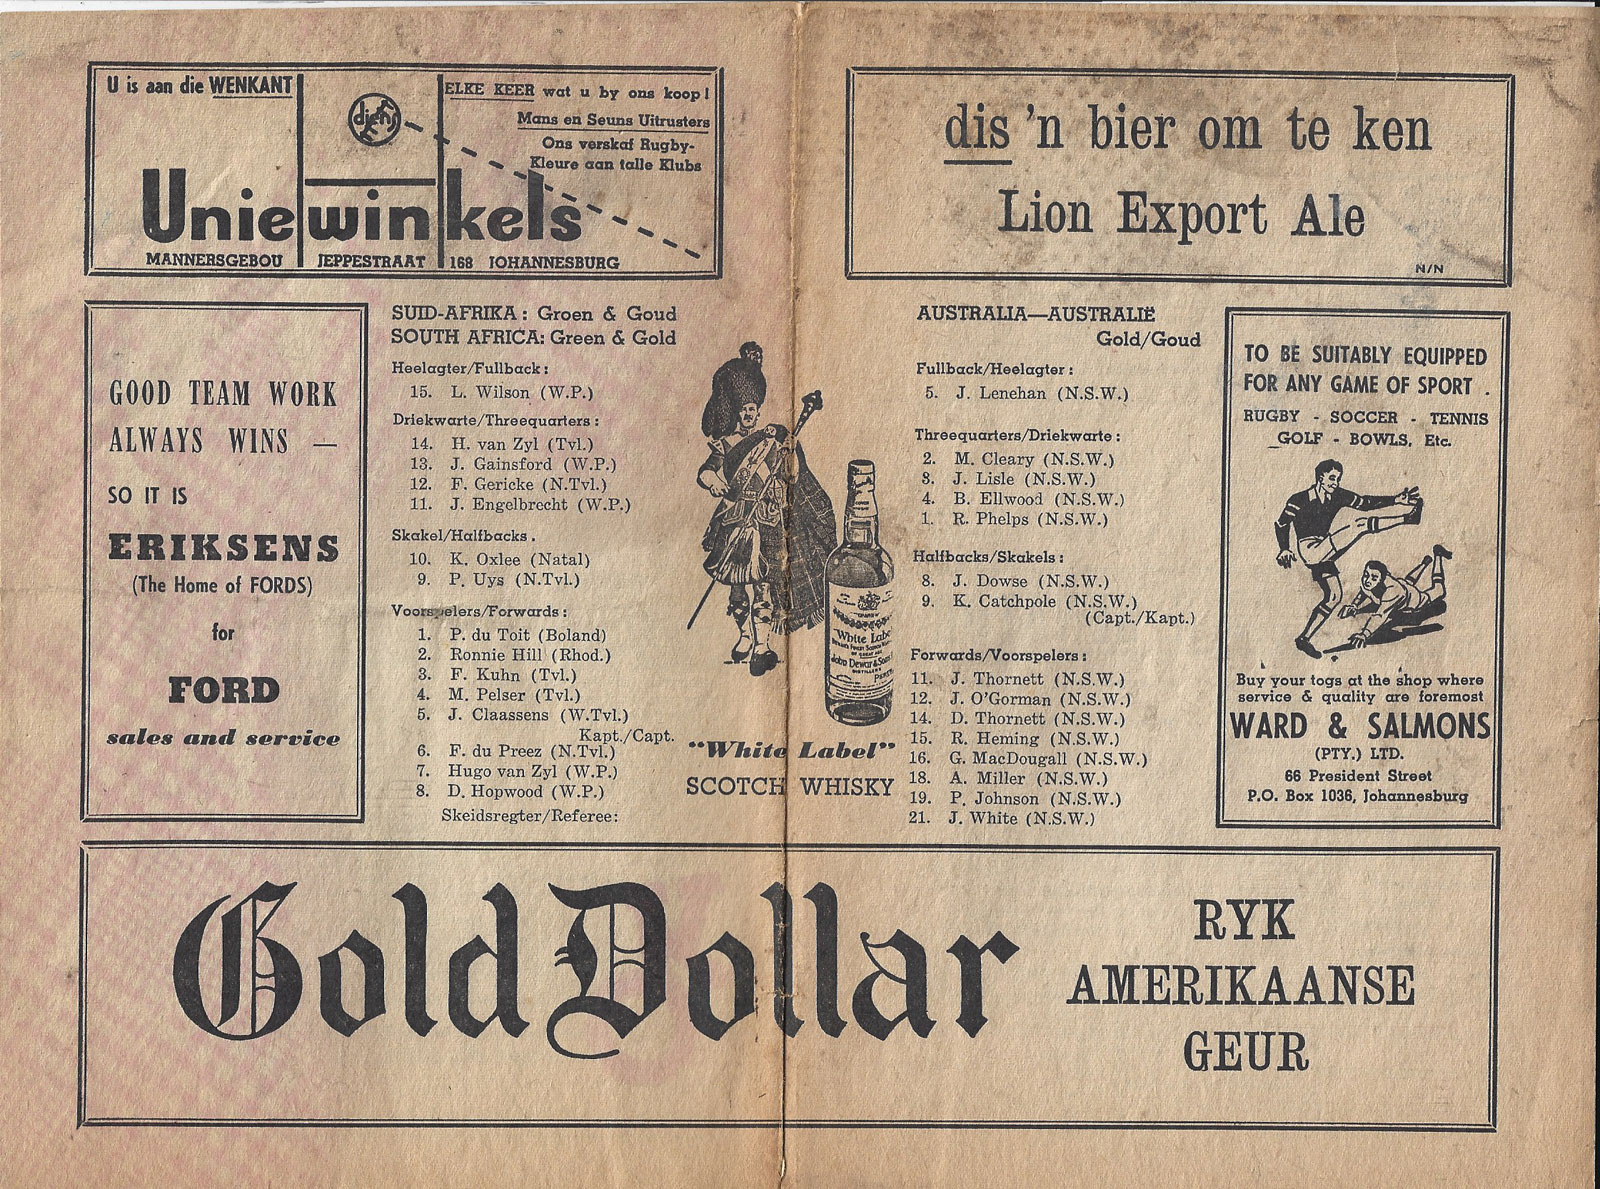 U is aan die WENKANT
diens
ELKE KEER wat u by ons koop!
Mans en Seuns Uitrusters
Ons verskaf Rugby-
Kleure aan talle Klubs
Uniewinkels
MANNERSGEBOU JEPPESTRAAT 168 JOHANNESBURG
dis 'n bier om te ken
Lion Export Ale
N/N
GOOD TEAM WORK
ALWAYS WINS —
SO IT IS
ERIKSENS
(The Home of FORDS)
for
FORD
sales and service
SUID-AFRIKA: Groen & Goud
SOUTH AFRICA: Green & Gold
Heelagter/Fullback:
15. L. Wilson (W.P.)
Driekwarte/Threequarters:
14. H. van Zyl (Tvl.)
13. J. Gainsford (W.P.)
12. F. Gericke (N.Tvl.)
11. J. Engelbrecht (W.P.)
Skakel/Halfbacks.
10. K. Oxlee (Natal)
9. P. Uys (N.Tvl.)
Voorspelers/Forwards:
1. P. du Toit (Boland)
2. Ronnie Hill (Rhod.)
3. F. Kuhn (Tvl.)
4. M. Pelser (Tvl.)
5. J. Claassens (W.Tvl.)
Kapt./Capt.
6. F. du Preez (N.Tvl.)
7. Hugo van Zyl (W.P.)
8. D. Hopwood (W.P.)
Skeidsregter/Referee:
White Label
John Dewar & Sons
"White Label"
SCOTCH WHISKY
AUSTRALIA—AUSTRALIË
Gold/Goud
Fullback/Heelagter:
5. J. Lenehan (N.S.W.)
Threequarters/Driekwarte:
2. M. Cleary (N.S.W.)
3. J. Lisle (N.S.W.)
4. B. Ellwood (N.S.W.)
1. R. Phelps (N.S.W.)
Halfbacks/Skakels:
8. J. Dowse (N.S.W.)
9. K. Catchpole (N.S.W.)
(Capt./Kapt.)
Forwards/Voorspelers:
11. J. Thornett (N.S.W.)
12. J. O'Gorman (N.S.W.)
14. D. Thornett (N.S.W.)
15. R. Heming (N.S.W.)
16. G. MacDougall (N.S.W.)
18. A. Miller (N.S.W.)
19. P. Johnson (N.S.W.)
21. J. White (N.S.W.)
TO BE SUITABLY EQUIPPED
FOR ANY GAME OF SPORT .
RUGBY - SOCCER - TENNIS
GOLF - BOWLS, Etc.
Buy your togs at the shop where
service & quality are foremost
WARD & SALMONS
(PTY.) LTD.
66 President Street
P.O. Box 1036, Johannesburg
Gold Dollar
RYK
AMERIKAANSE
GEUR